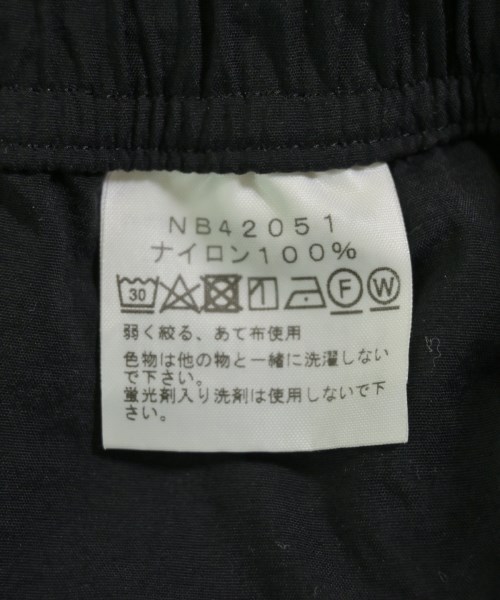 NB42051
ナイロン100%
30 F W
弱く絞る、あて布使用
色物は他の物と一緒に洗濯しない
で下さい。
蛍光剤入り洗剤は使用しないで下
さい。